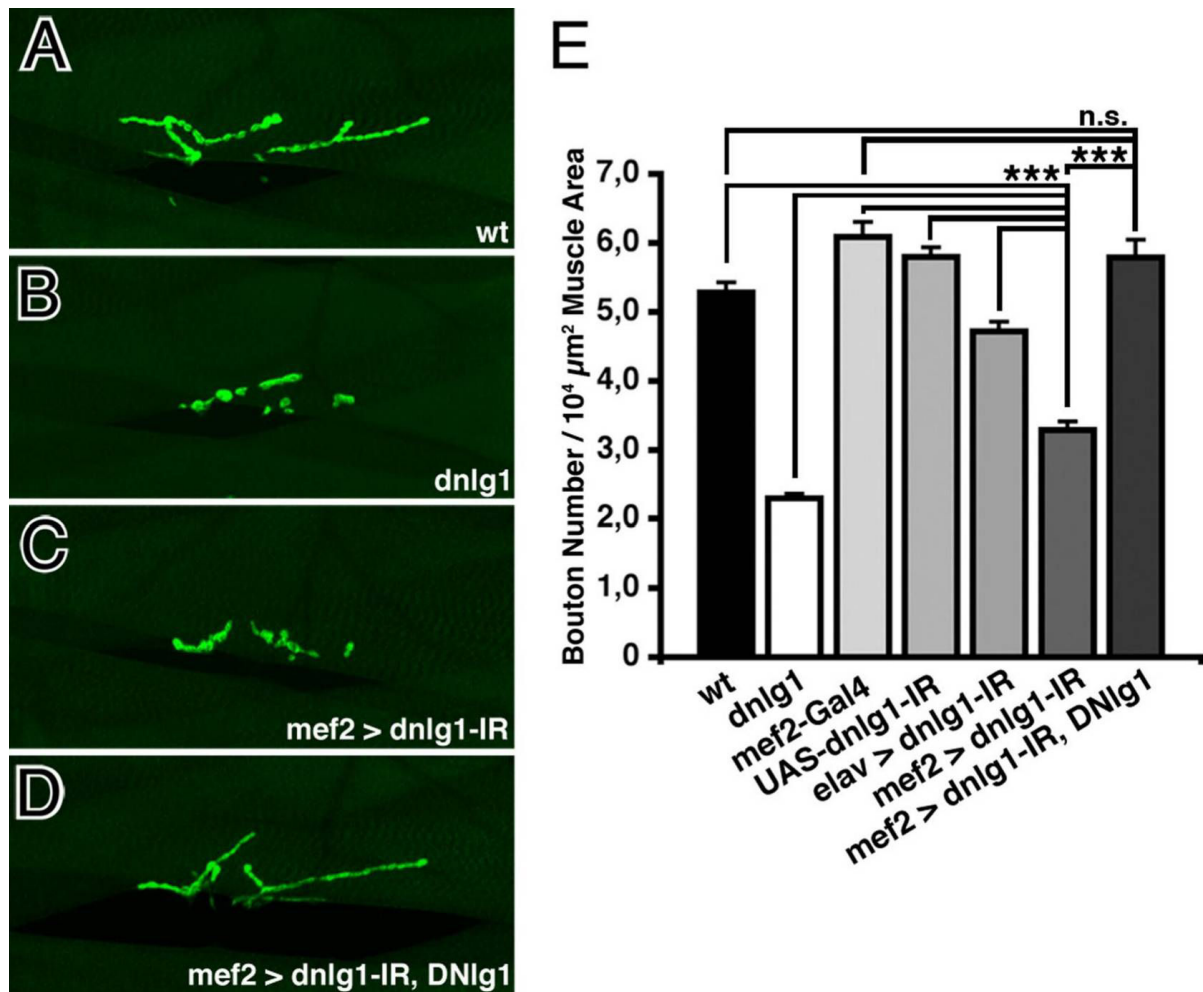 A
wt
B
dnlg1
C
mef2 > dnlg1-IR
D
mef2 > dnlg1-IR, DNlg1
E
n.s.
***
***
Bouton Number / 10⁴ µm² Muscle Area
7,0
6,0
5,0
4,0
3,0
2,0
1,0
0
wt
dnlg1
mef2-Gal4
UAS-dnlg1-IR
elav > dnlg1-IR
mef2 > dnlg1-IR
mef2 > dnlg1-IR, DNlg1